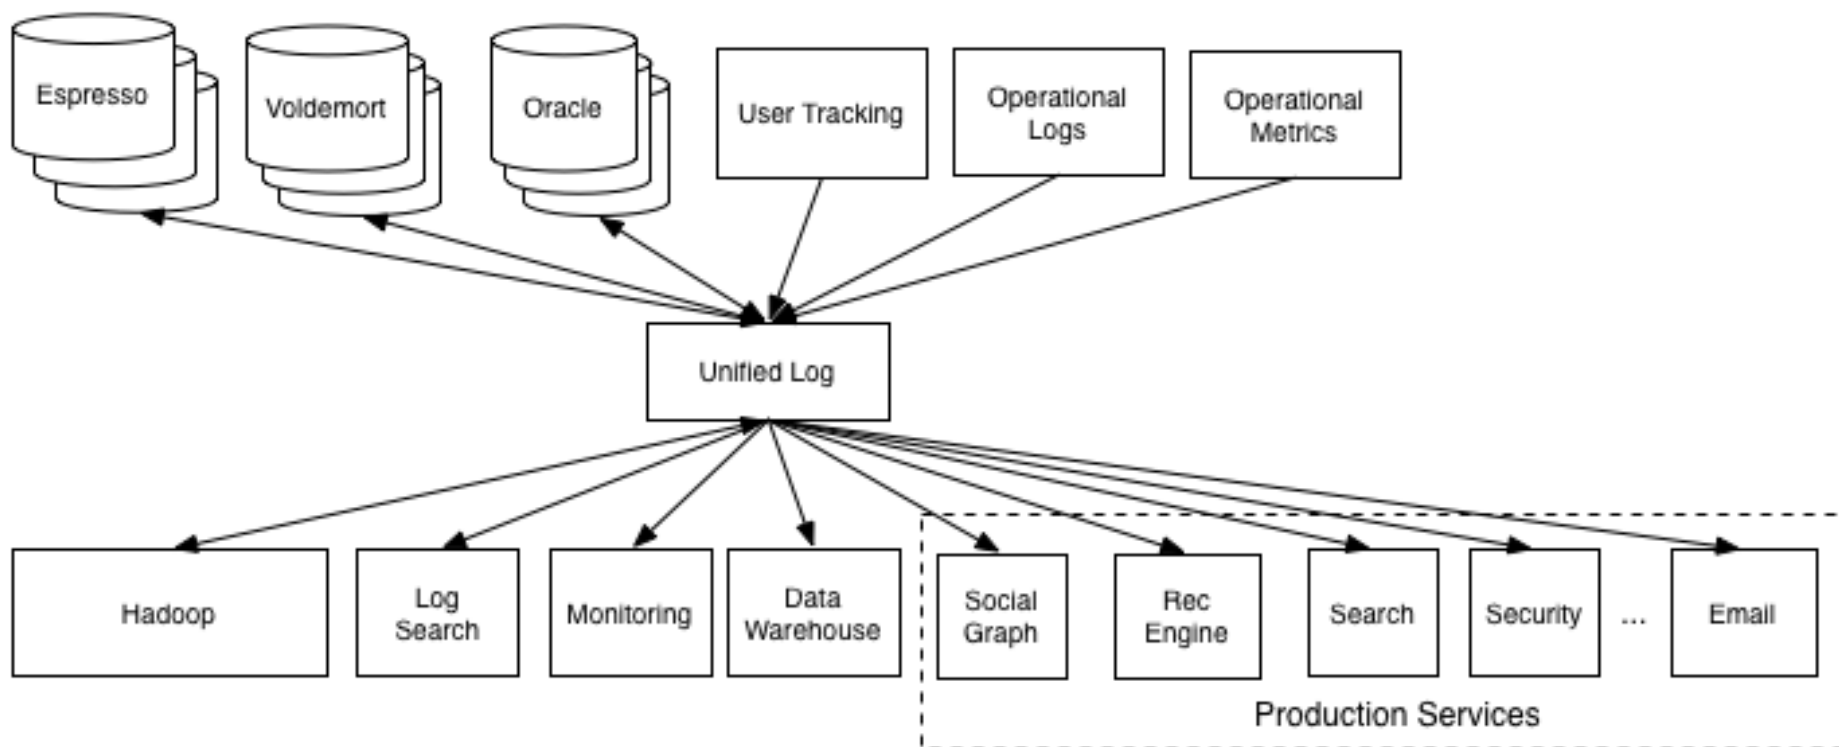 Espresso
Voldemort
Oracle
User Tracking
Operational
Logs
Operational
Metrics
Unified Log
Hadoop
Log
Search
Monitoring
Data
Warehouse
Social
Graph
Rec
Engine
Search
Security
...
Email
Production Services